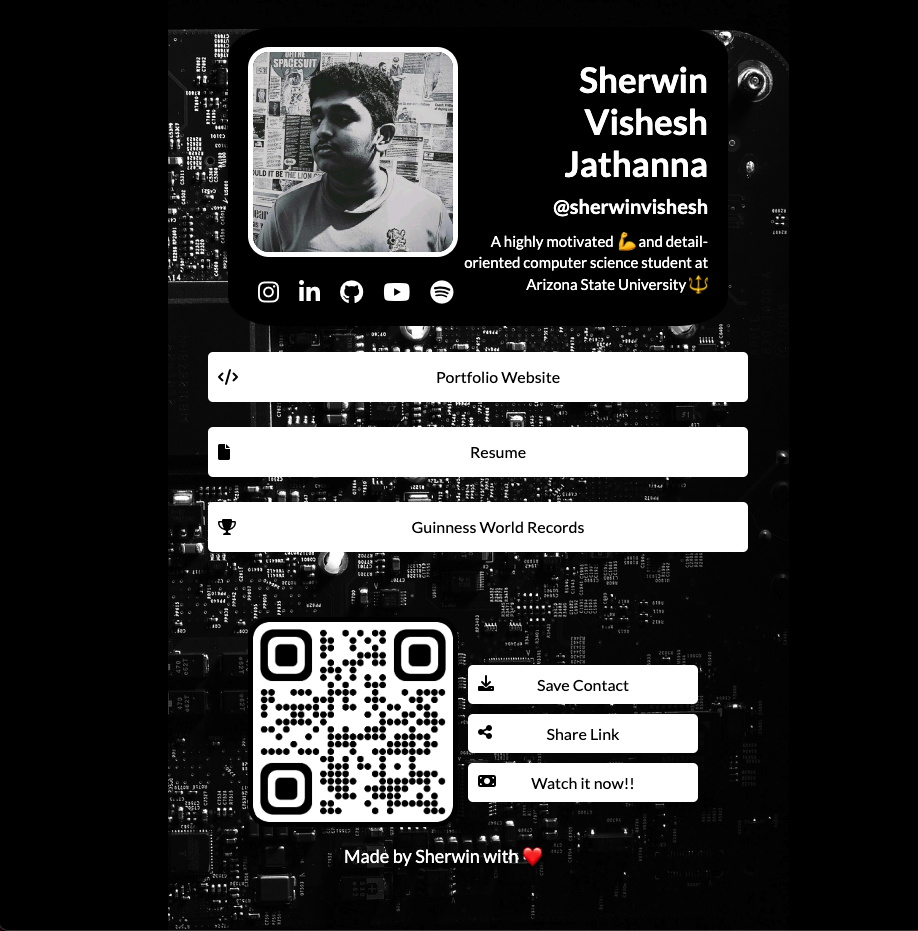 SPACESUIT
Sherwin
Vishesh
Jathanna
@sherwinvishesh
A highly motivated 💪 and detail-
oriented computer science student at
Arizona State University 🔱
Portfolio Website
Resume
Guinness World Records
Save Contact
Share Link
Watch it now!!
Made by Sherwin with ❤️